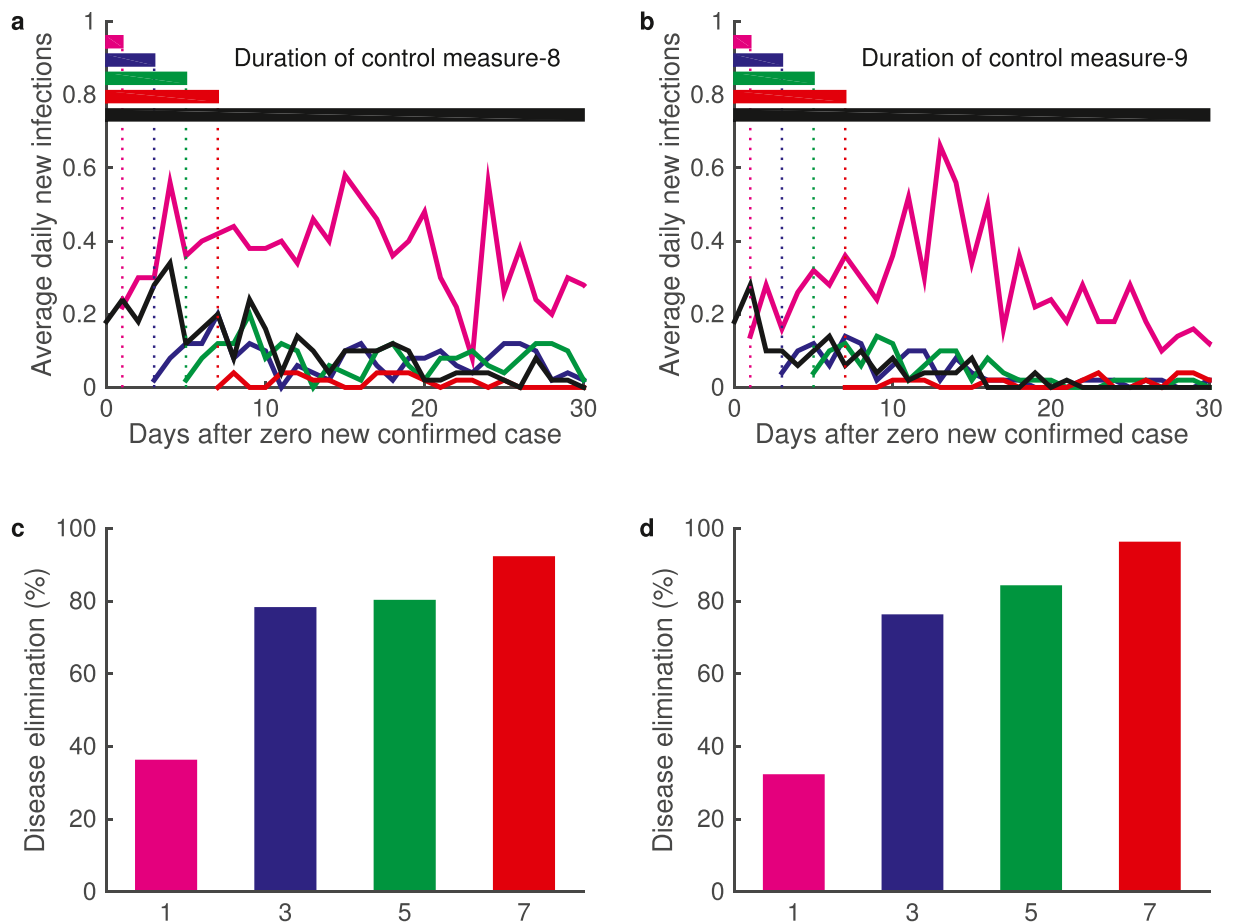 a
Duration of control measure-8
Average daily new infections
1
0.8
0.6
0.4
0.2
0
0 10 20 30
Days after zero new confirmed case
b
Duration of control measure-9
Average daily new infections
1
0.8
0.6
0.4
0.2
0
0 10 20 30
Days after zero new confirmed case
c
Disease elimination (%)
100
80
60
40
20
0
1 3 5 7
d
Disease elimination (%)
100
80
60
40
20
0
1 3 5 7